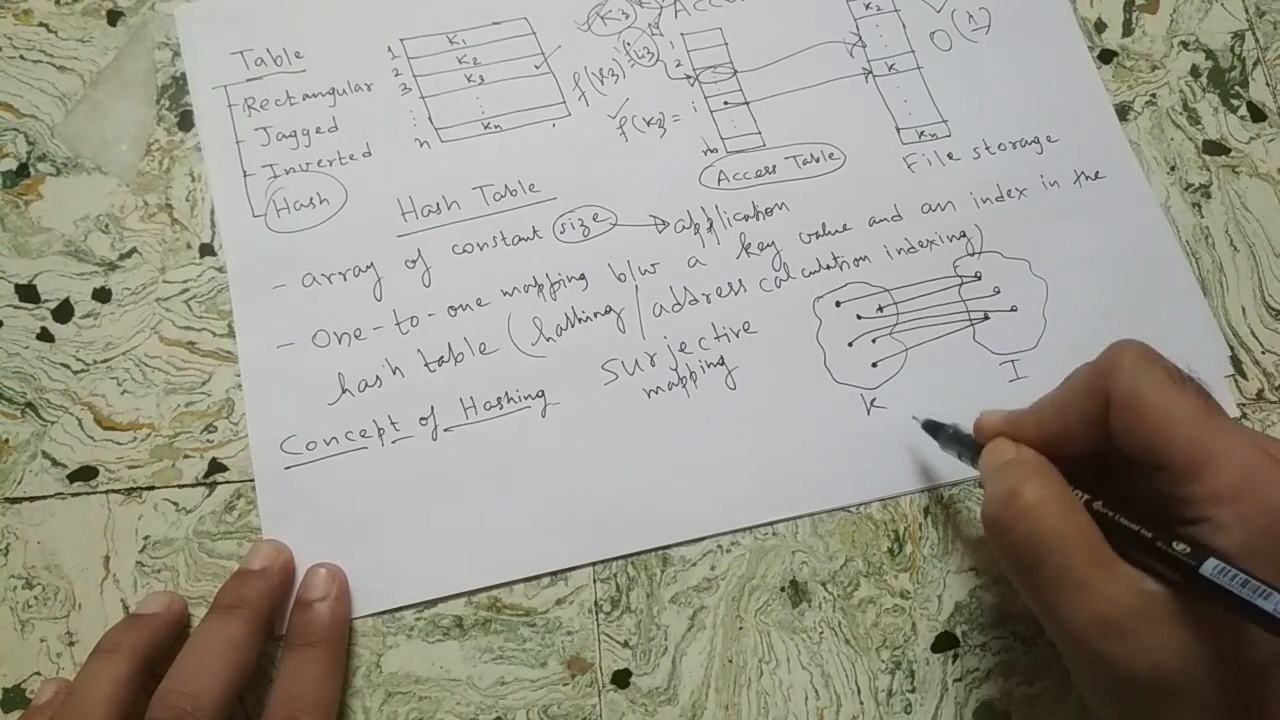 Table
Rectangular
Jagged
Inverted
Hash
1 K1
2 K2
3 K3
n Kn
f(K3)
f(K3) = i
1
2
Access Table
K2
K
Kn
File storage
Hash Table
- array of constant size → application
- One-to-one mapping b/w a key value and an index in the
hash table (hashing / address calculation indexing)
Concept of Hashing
surjective
mapping
K
I